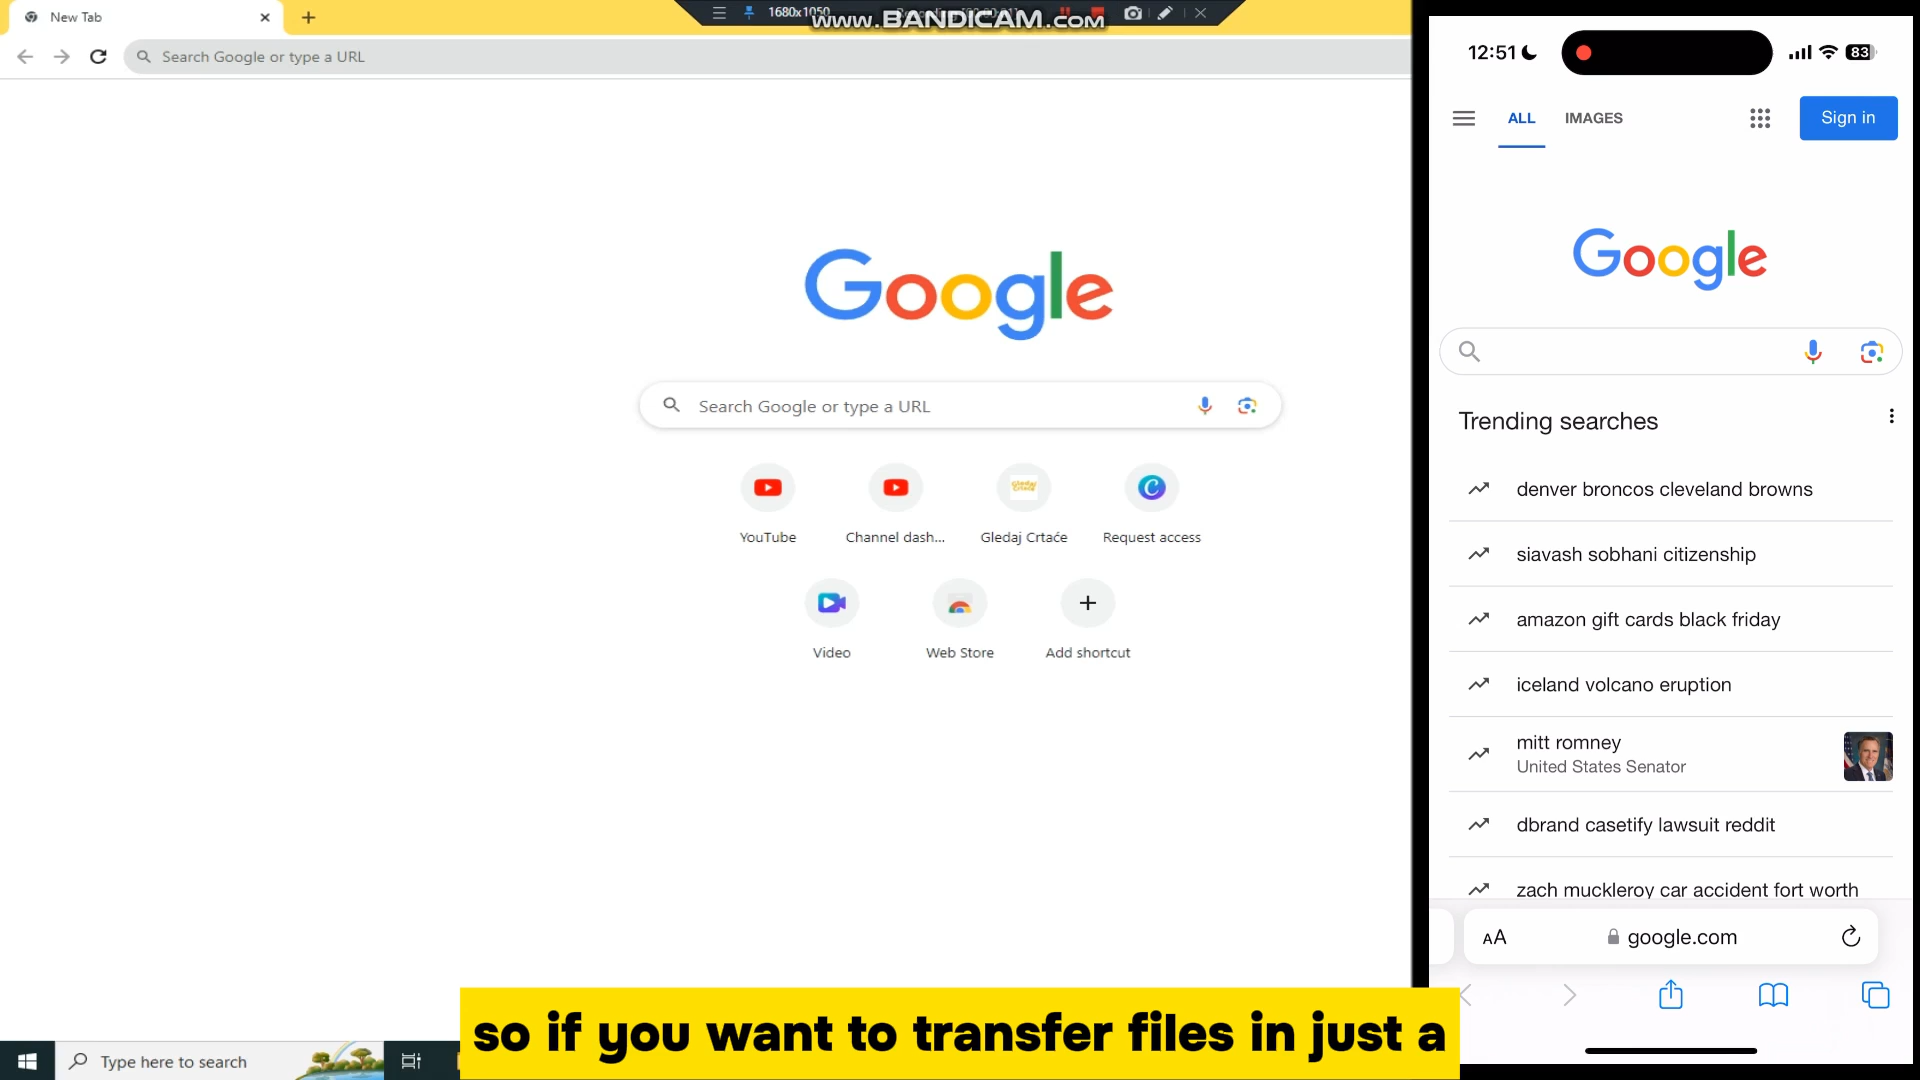 New Tab
1680x1050
www.BANDICAM.com
Search Google or type a URL
Google
Search Google or type a URL
YouTube
Channel dash...
Gledaj Crtaće
Request access
Video
Web Store
Add shortcut
Type here to search
12:51
83
ALL
IMAGES
Sign in
Google
Trending searches
denver broncos cleveland browns
siavash sobhani citizenship
amazon gift cards black friday
iceland volcano eruption
mitt romney
United States Senator
dbrand casetify lawsuit reddit
zach muckleroy car accident fort worth
AA
google.com
so if you want to transfer files in just a